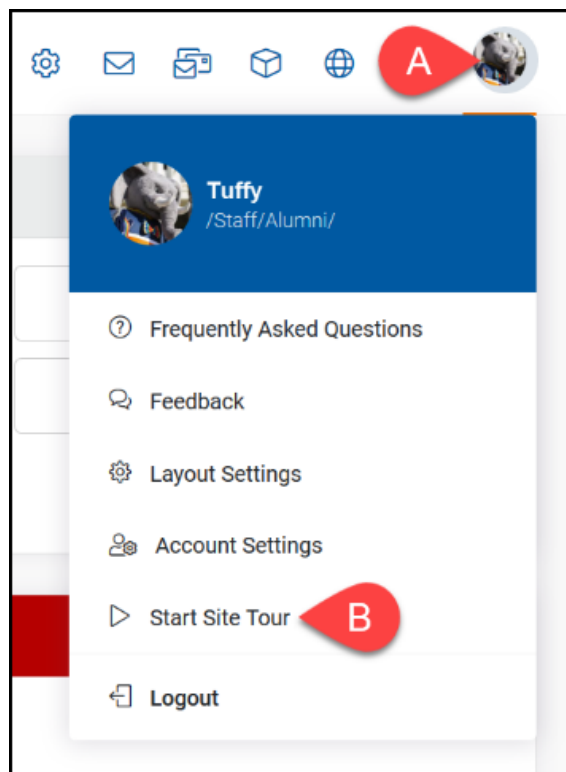 A
Tuffy
/Staff/Alumni/
Frequently Asked Questions
Feedback
Layout Settings
Account Settings
Start Site Tour B
Logout